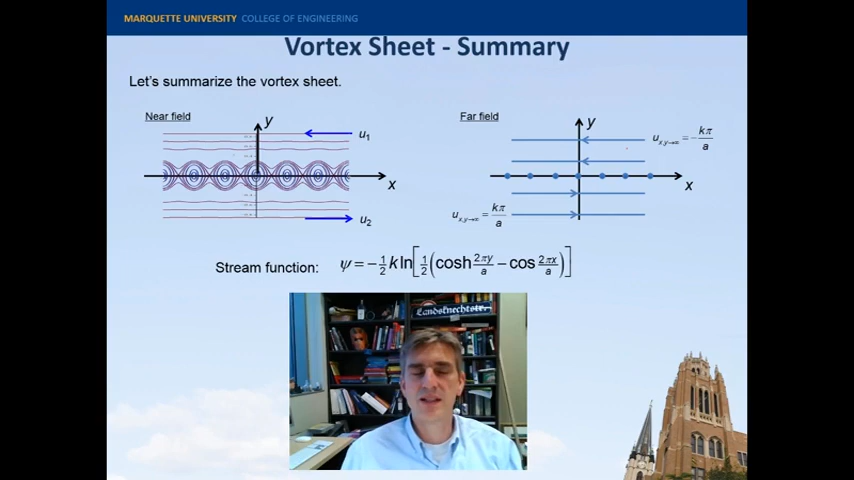 MARQUETTE UNIVERSITY COLLEGE OF ENGINEERING
Vortex Sheet - Summary
Let's summarize the vortex sheet.
Near field
Far field
y
u₁
x
u₂
y
u_{x,y→∞} = -kπ/a
x
u_{x,y→∞} = kπ/a
Stream function: ψ = -½ k ln[½(cosh 2πy/a - cos 2πx/a)]
Landsknechtstr.